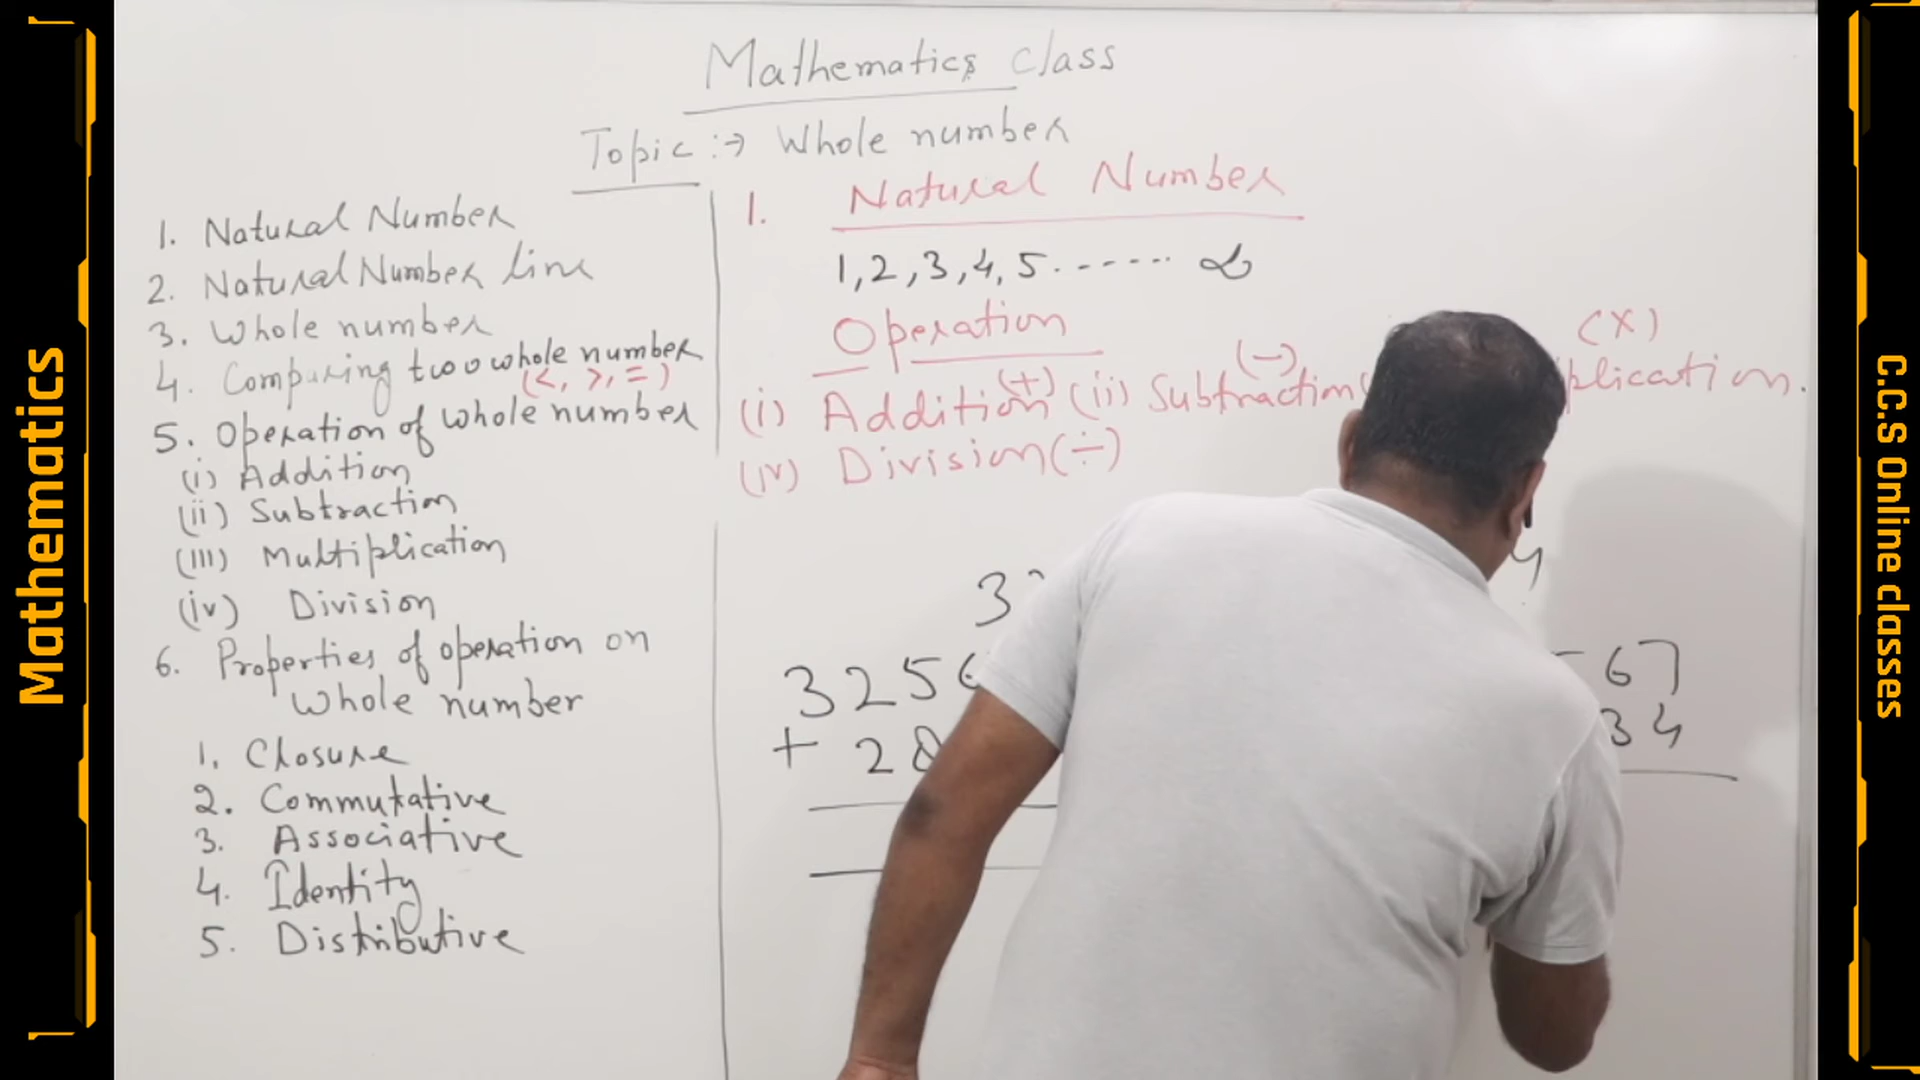 Mathematics
Mathematics class
Topic :→ Whole number
1. Natural Number
2. Natural Number line
3. Whole number
4. Comparing two whole number
(<, >, =)
5. Operation of whole number
(i) Addition
(ii) Subtraction
(iii) Multiplication
(iv) Division
6. Properties of operation on
Whole number
1. Closure
2. Commutative
3. Associative
4. Identity
5. Distributive
1. Natural Number
1, 2, 3, 4, 5. ------ ∝
Operation
(i) Addition (+) (ii) Subtraction (-) plication. (×)
(iv) Division (÷)
3
4
3256
+ 28
67
34
C.C.S Online classes